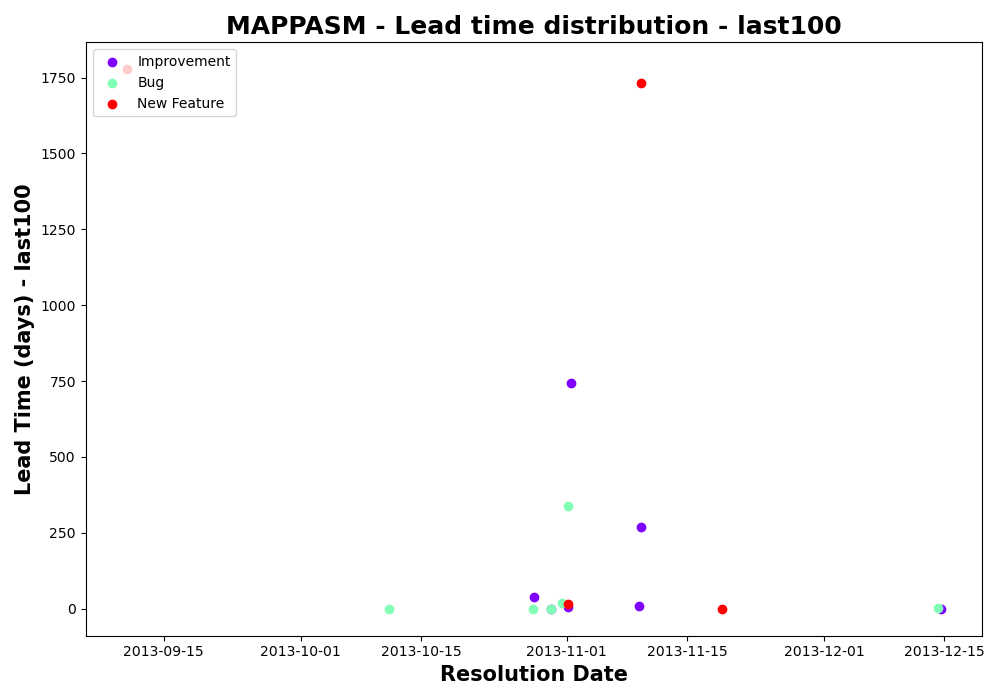 MAPPASM - Lead time distribution - last100
Improvement
Bug
New Feature
Lead Time (days) - last100
1750
1500
1250
1000
750
500
250
0
2013-09-15
2013-10-01
2013-10-15
2013-11-01
2013-11-15
2013-12-01
2013-12-15
Resolution Date